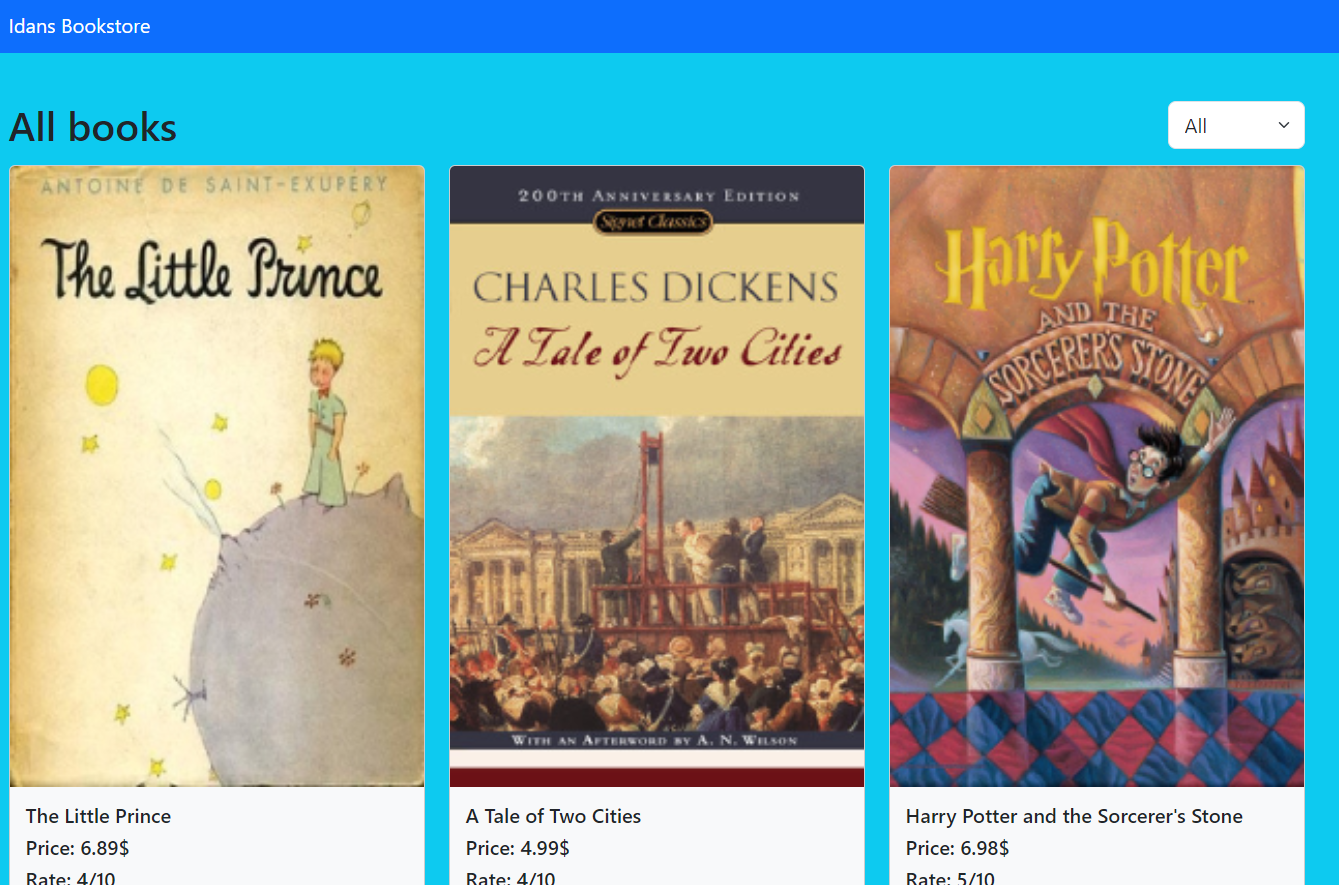 Idans Bookstore
All books
All
ANTOINE DE SAINT-EXUPÉRY
The Little Prince
The Little Prince
Price: 6.89$
Rate: 4/10
200TH ANNIVERSARY EDITION
Signet Classics
CHARLES DICKENS
A Tale of Two Cities
WITH AN AFTERWORD BY A. N. WILSON
A Tale of Two Cities
Price: 4.99$
Rate: 4/10
Harry Potter
AND THE
SORCERER'S STONE
Harry Potter and the Sorcerer's Stone
Price: 6.98$
Rate: 5/10